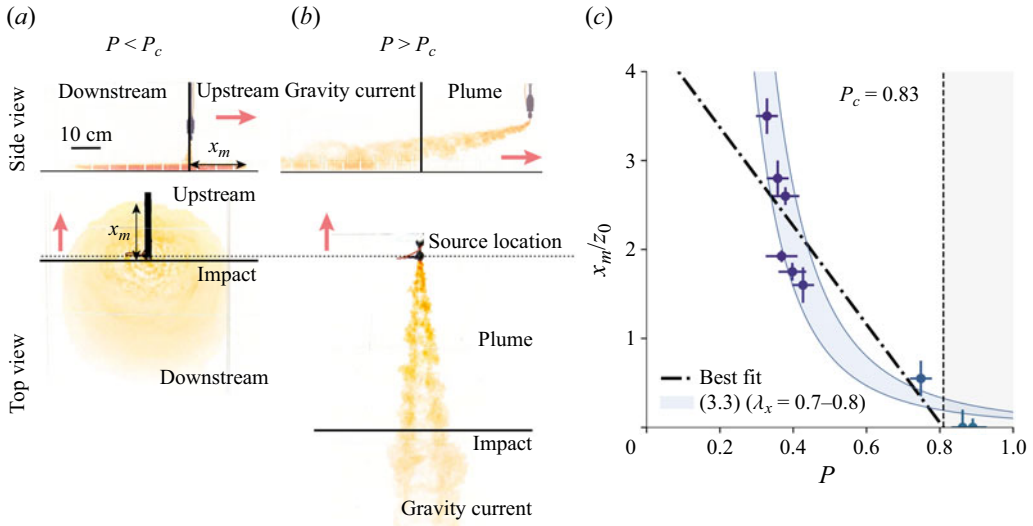 (a)
P < Pc
Side view
Downstream
Upstream
10 cm
xm
Top view
Upstream
xm
Impact
Downstream
(b)
P > Pc
Gravity current
Plume
Source location
Plume
Impact
Gravity current
(c)
4
3
2
1
0
0.2
0.4
0.6
0.8
1.0
xm/z0
P
Pc = 0.83
Best fit
(3.3) (λx = 0.7–0.8)